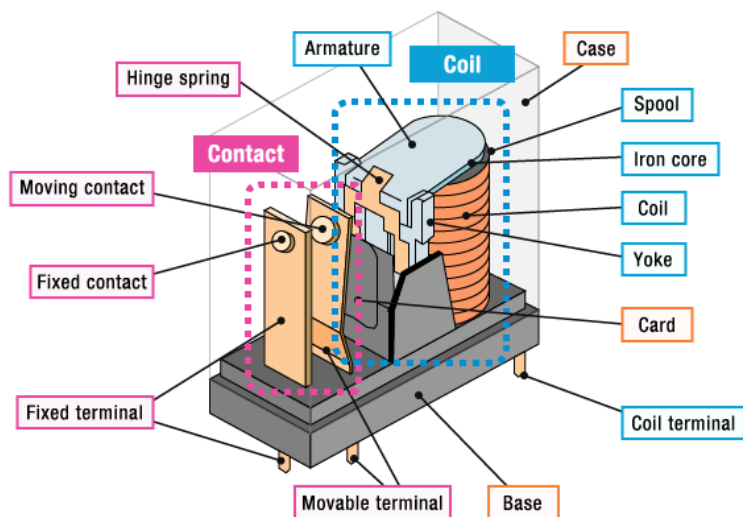 Armature
Coil
Case
Hinge spring
Spool
Contact
Iron core
Moving contact
Coil
Fixed contact
Yoke
Card
Fixed terminal
Coil terminal
Movable terminal
Base